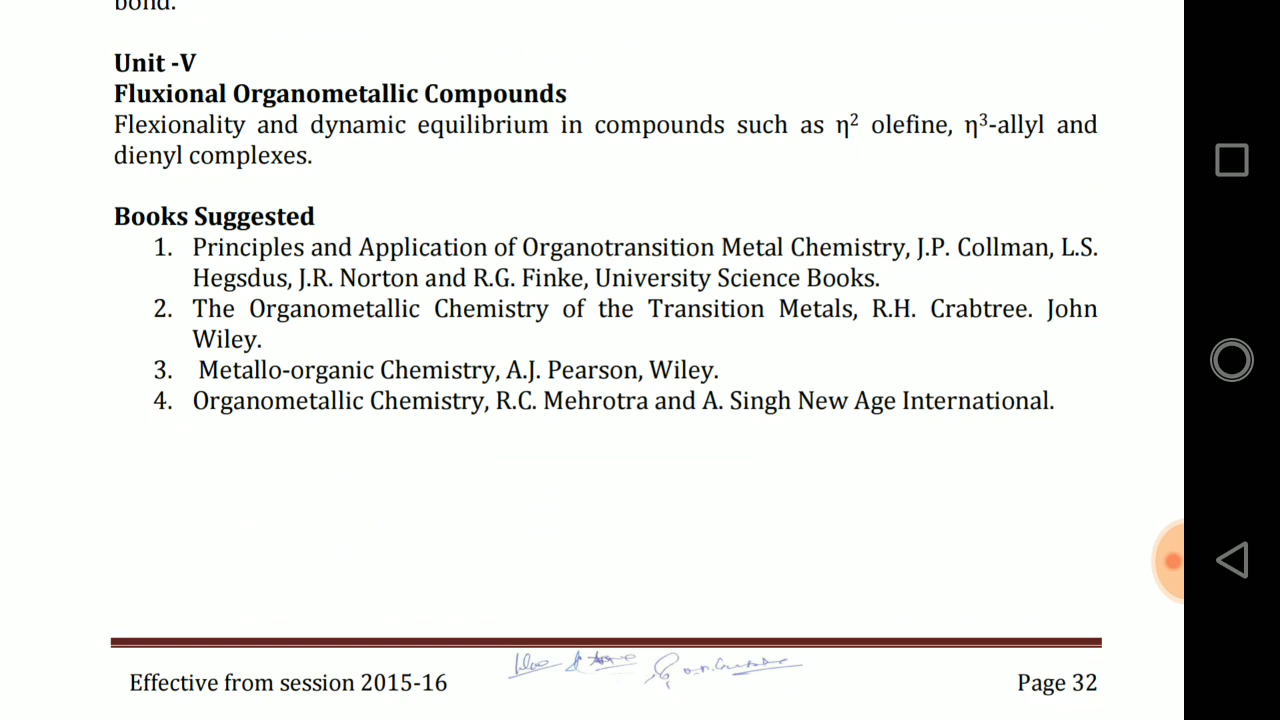 bond.
Unit -V
Fluxional Organometallic Compounds
Flexionality and dynamic equilibrium in compounds such as η² olefine, η³-allyl and
dienyl complexes.
Books Suggested
1. Principles and Application of Organotransition Metal Chemistry, J.P. Collman, L.S.
Hegsdus, J.R. Norton and R.G. Finke, University Science Books.
2. The Organometallic Chemistry of the Transition Metals, R.H. Crabtree. John
Wiley.
3. Metallo-organic Chemistry, A.J. Pearson, Wiley.
4. Organometallic Chemistry, R.C. Mehrotra and A. Singh New Age International.
Effective from session 2015-16
Page 32